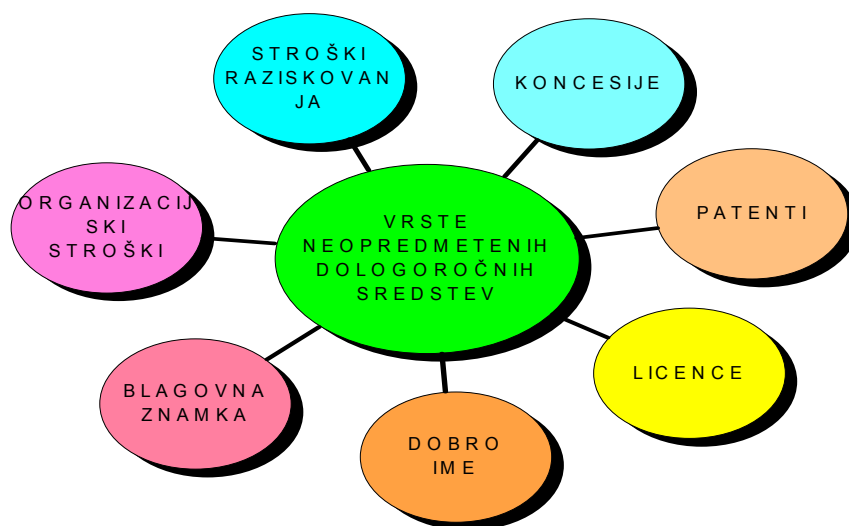 STROŠKI
RAZISKOVAN
JA
KONCESIJE
ORGANIZACIJ
SKI
STROŠKI
VRSTE
NEOPREDMETENIH
DOLOGOROČNIH
SREDSTEV
PATENTI
BLAGOVNA
ZNAMKA
LICENCE
DOBRO
IME